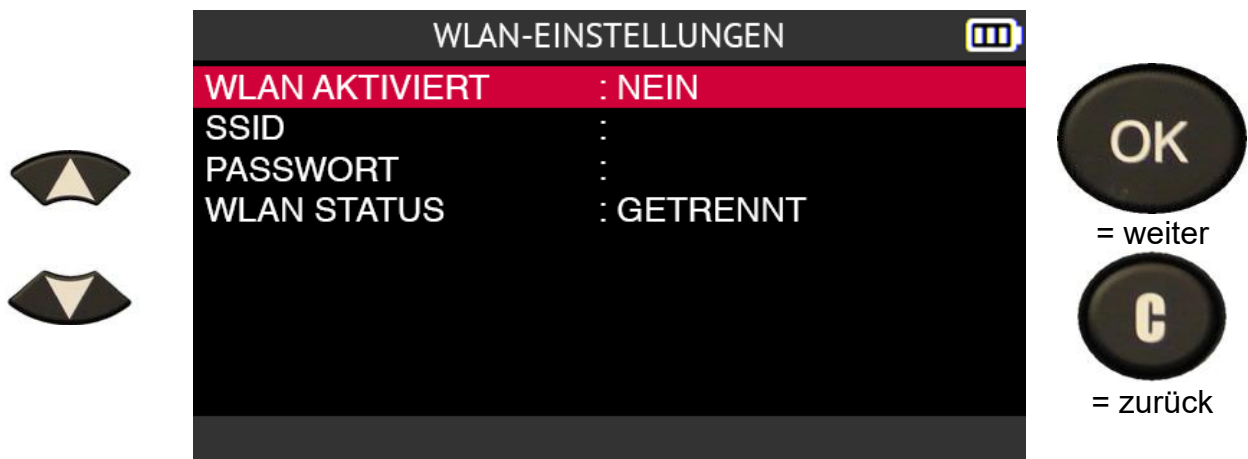 WLAN-EINSTELLUNGEN
WLAN AKTIVIERT : NEIN
SSID :
PASSWORT :
WLAN STATUS : GETRENNT
OK
= weiter
C
= zurück